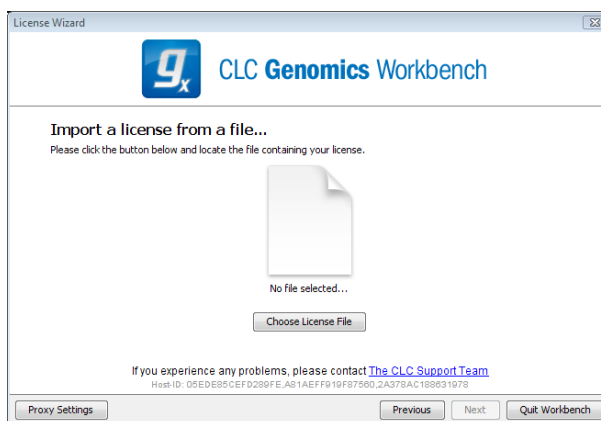 License Wizard
gx CLC Genomics Workbench
Import a license from a file...
Please click the button below and locate the file containing your license.
No file selected...
Choose License File
If you experience any problems, please contact The CLC Support Team
Host-ID: 05EDE85CEFD289FE,A81AEFF919F87560,2A378AC188631978
Proxy Settings Previous Next Quit Workbench